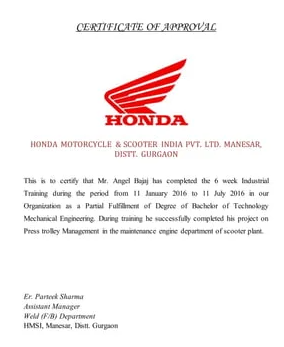 CERTIFICATE OF APPROVAL
HONDA
HONDA MOTORCYCLE & SCOOTER INDIA PVT. LTD. MANESAR,
DISTT. GURGAON
This is to certify that Mr. Angel Bajaj has completed the 6 week Industrial
Training during the period from 11 January 2016 to 11 July 2016 in our
Organization as a Partial Fulfillment of Degree of Bachelor of Technology
Mechanical Engineering. During training he successfully completed his project on
Press trolley Management in the maintenance engine department of scooter plant.
Er. Parteek Sharma
Assistant Manager
Weld (F/B) Department
HMSI, Manesar, Distt. Gurgaon